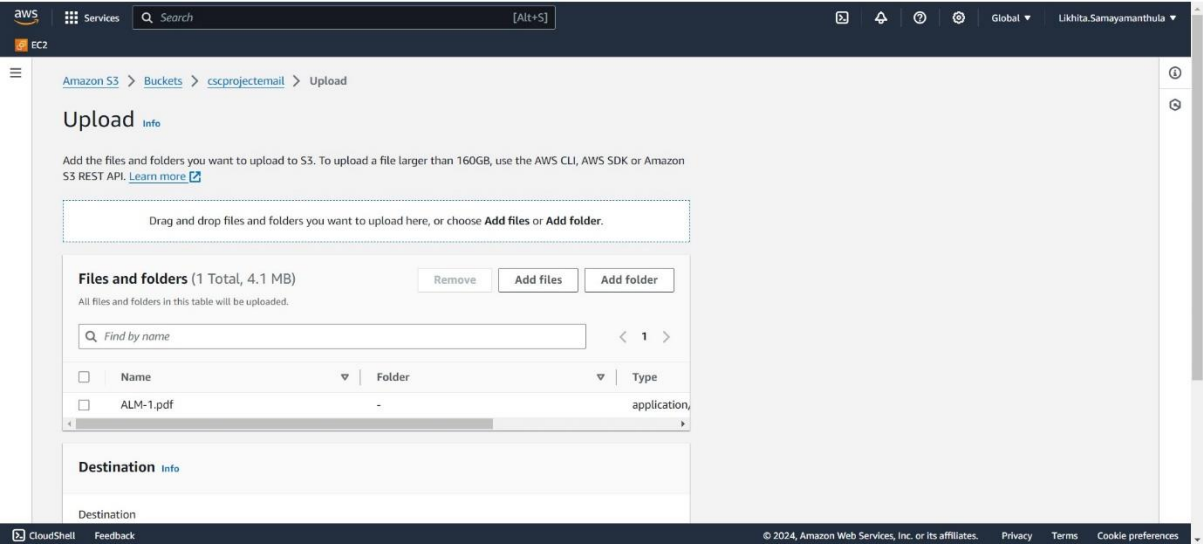 aws
Services
Search
[Alt+S]
Global
Likhita.Samayamanthula
EC2
Amazon S3 > Buckets > cscprojectemail > Upload
Upload Info
Add the files and folders you want to upload to S3. To upload a file larger than 160GB, use the AWS CLI, AWS SDK or Amazon
S3 REST API. Learn more
Drag and drop files and folders you want to upload here, or choose Add files or Add folder.
Files and folders (1 Total, 4.1 MB)
Remove
Add files
Add folder
All files and folders in this table will be uploaded.
Find by name
< 1 >
Name
Folder
Type
ALM-1.pdf
-
application/
Destination Info
Destination
CloudShell
Feedback
© 2024, Amazon Web Services, Inc. or its affiliates.
Privacy
Terms
Cookie preferences